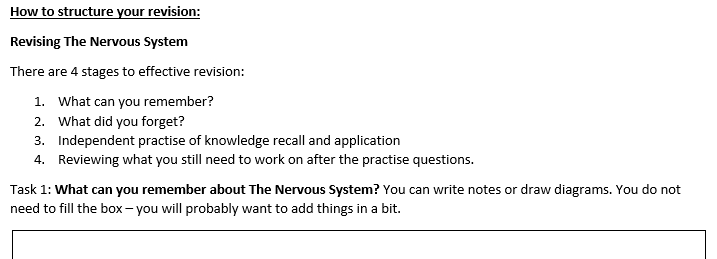 How to structure your revision:
Revising The Nervous System
There are 4 stages to effective revision:
1. What can you remember?
2. What did you forget?
3. Independent practise of knowledge recall and application
4. Reviewing what you still need to work on after the practise questions.
Task 1: What can you remember about The Nervous System? You can write notes or draw diagrams. You do not
need to fill the box – you will probably want to add things in a bit.